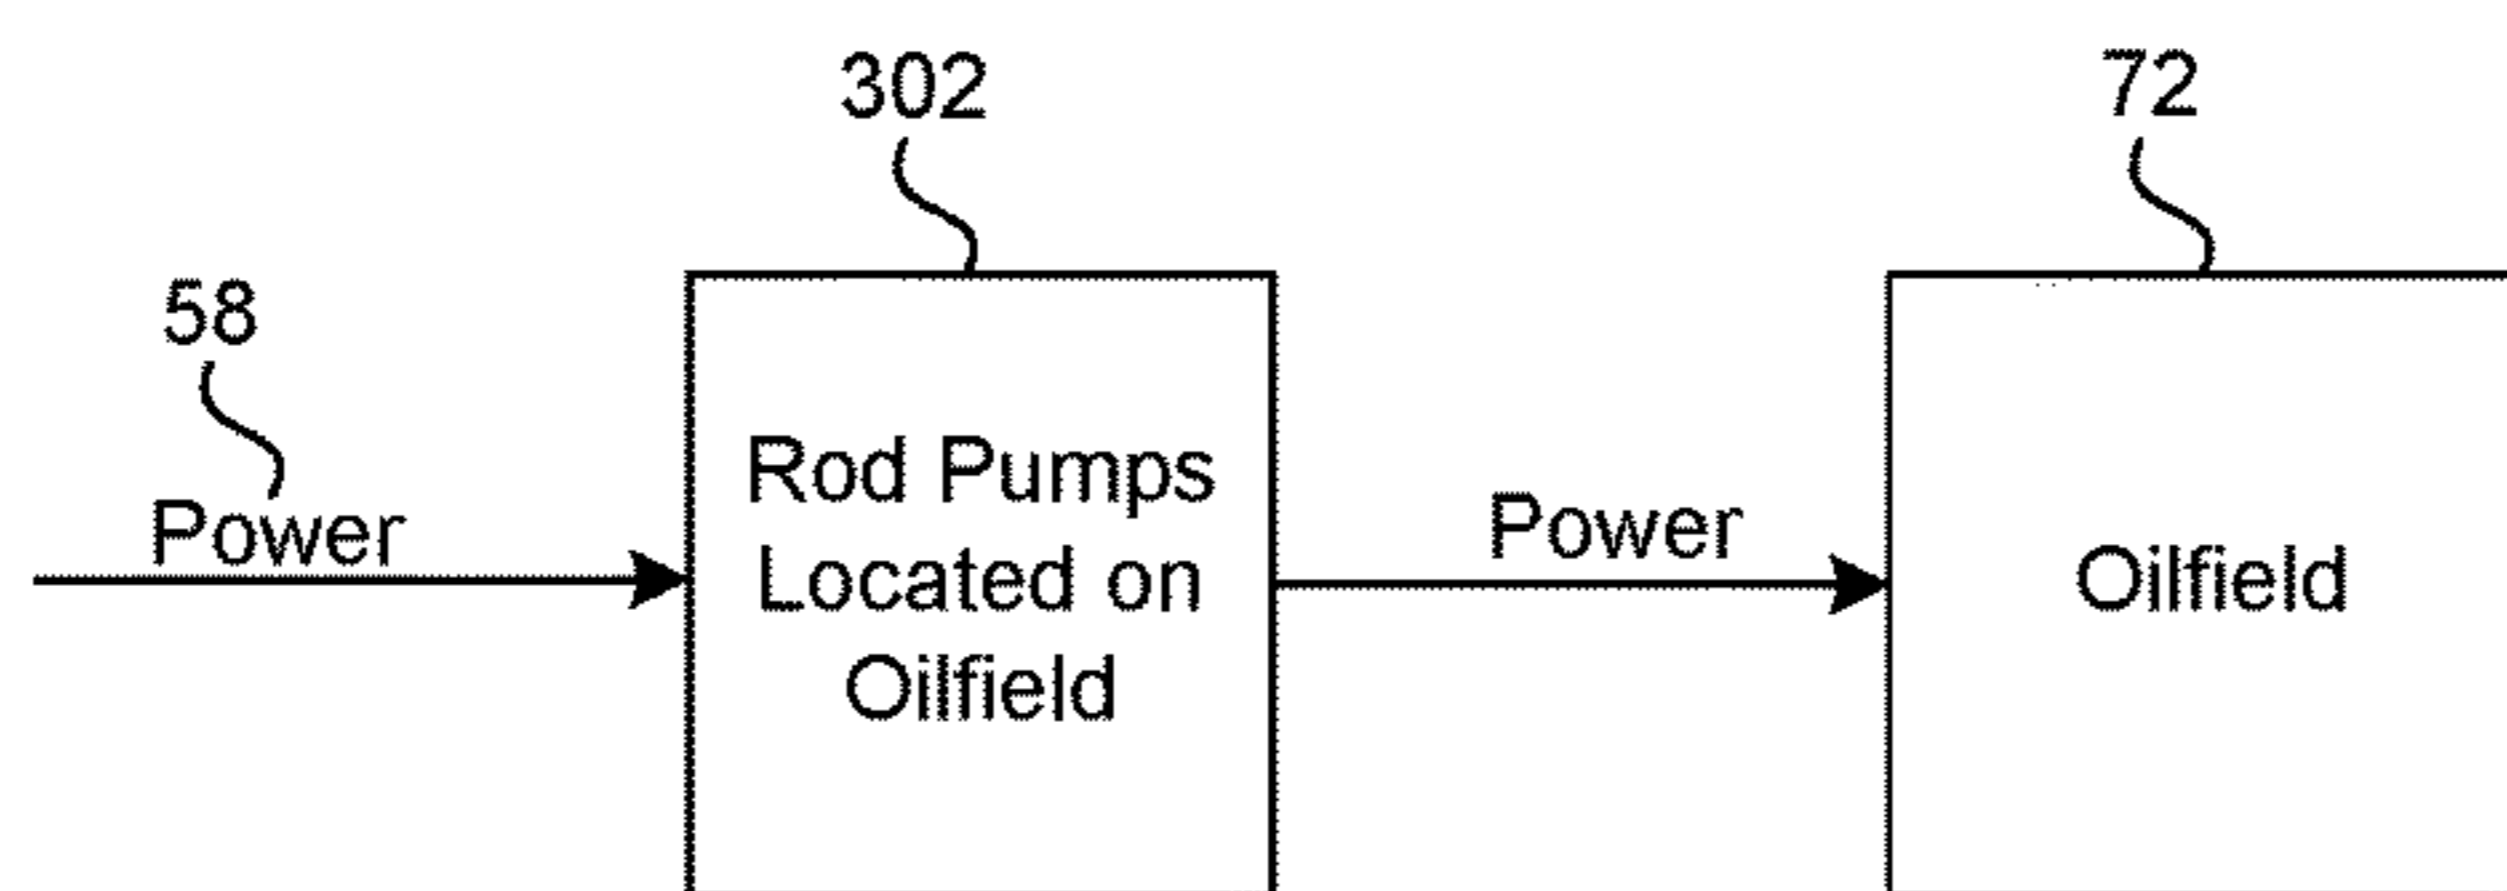 302
72
58
Power
Rod Pumps
Located on
Oilfield
Power
Oilfield